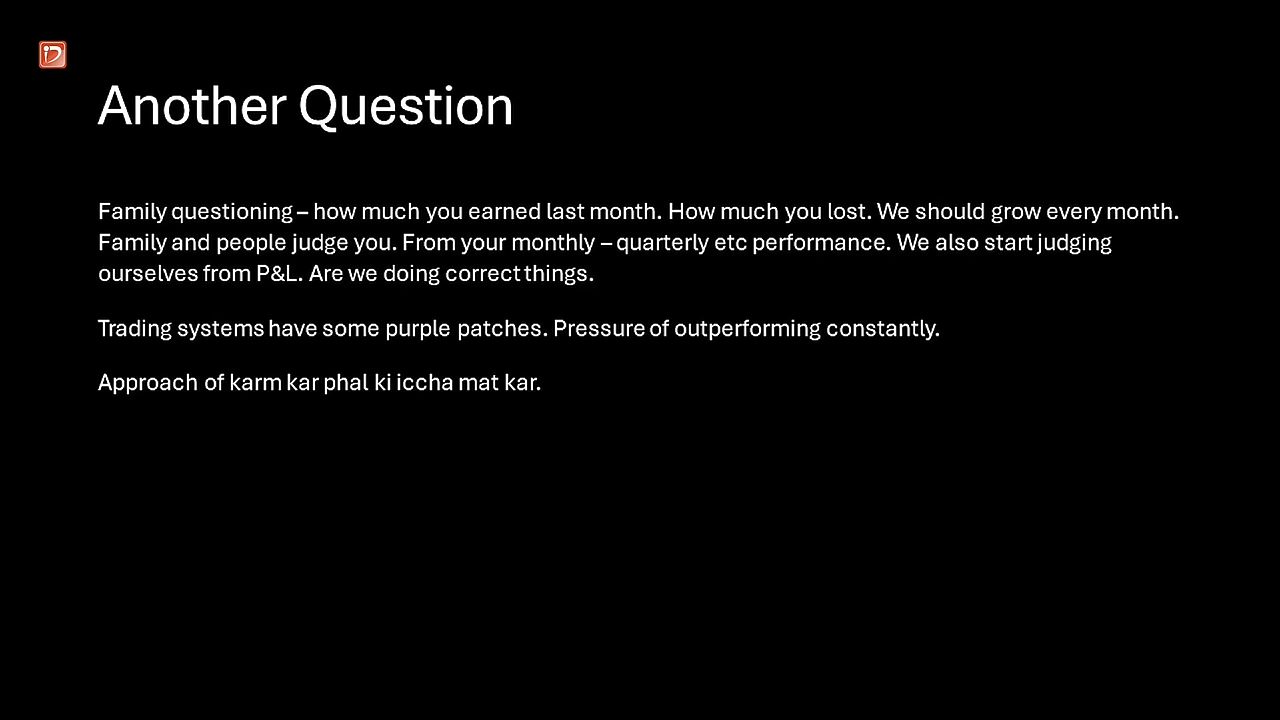 Another Question
Family questioning – how much you earned last month. How much you lost. We should grow every month.
Family and people judge you. From your monthly – quarterly etc performance. We also start judging
ourselves from P&L. Are we doing correct things.
Trading systems have some purple patches. Pressure of outperforming constantly.
Approach of karm kar phal ki iccha mat kar.